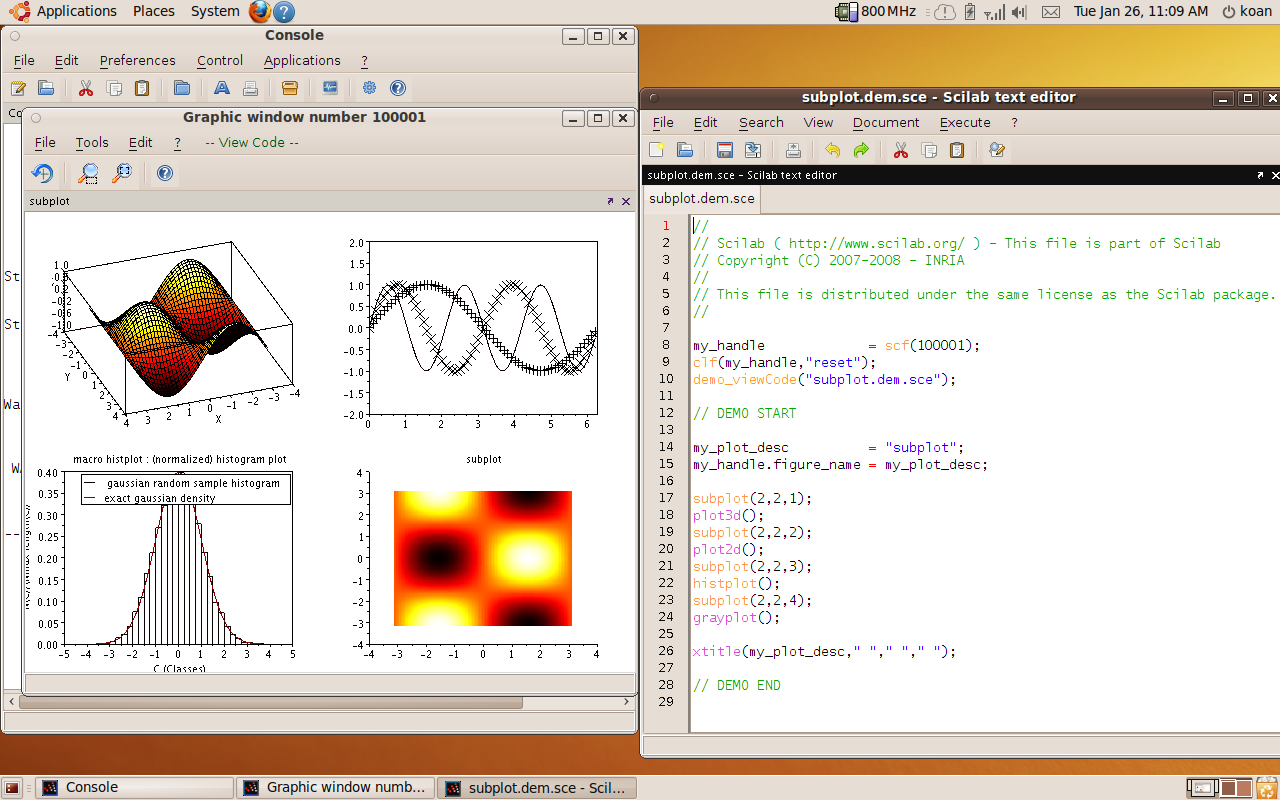 Applications Places System 800 MHz Tue Jan 26, 11:09 AM koan
Console
File Edit Preferences Control Applications ?
Graphic window number 100001
File Tools Edit ? -- View Code --
subplot
1.0
-4
-3
-2
-1
0
1
2
3
4
Y
4 3 2 1 0 -1 -2 -3 -4
X
2.0
1.5
1.0
0.5
0.0
-0.5
-1.0
-1.5
-2.0
0 1 2 3 4 5 6
macro histplot : (normalized) histogram plot
gaussian random sample histogram
exact gaussian density
0.40
0.35
0.30
0.25
0.20
0.15
0.10
0.05
0.00
-5 -4 -3 -2 -1 0 1 2 3 4 5
C (Classes)
subplot
4
3
2
1
0
-1
-2
-3
-4
-4 -3 -2 -1 0 1 2 3 4
subplot.dem.sce - Scilab text editor
File Edit Search View Document Execute ?
subplot.dem.sce - Scilab text editor
subplot.dem.sce
1 //
2 // Scilab ( http://www.scilab.org/ ) - This file is part of Scilab
3 // Copyright (C) 2007-2008 - INRIA
4 //
5 // This file is distributed under the same license as the Scilab package.
6 //
7
8 my_handle = scf(100001);
9 clf(my_handle,"reset");
10 demo_viewCode("subplot.dem.sce");
11
12 // DEMO START
13
14 my_plot_desc = "subplot";
15 my_handle.figure_name = my_plot_desc;
16
17 subplot(2,2,1);
18 plot3d();
19 subplot(2,2,2);
20 plot2d();
21 subplot(2,2,3);
22 histplot();
23 subplot(2,2,4);
24 grayplot();
25
26 xtitle(my_plot_desc," "," "," ");
27
28 // DEMO END
29
Console
Graphic window numb...
subplot.dem.sce - Scil...